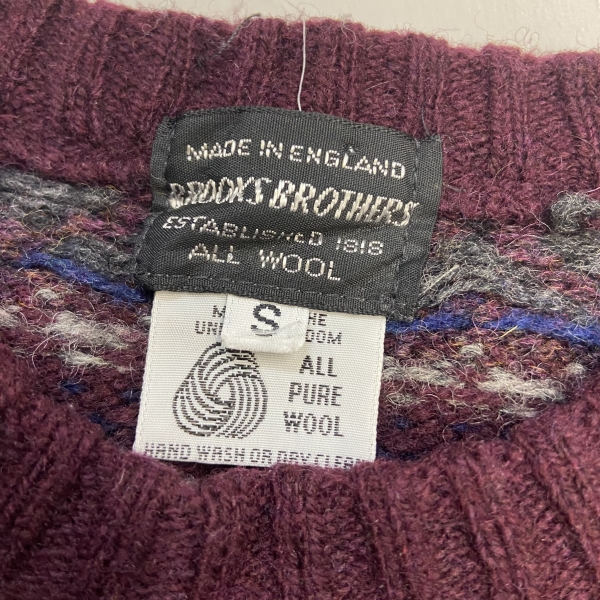 MADE IN ENGLAND
BROOKS BROTHERS
ESTABLISHED 1818
ALL WOOL
S
ALL
PURE
WOOL
HAND WASH OR DRY CLEAN